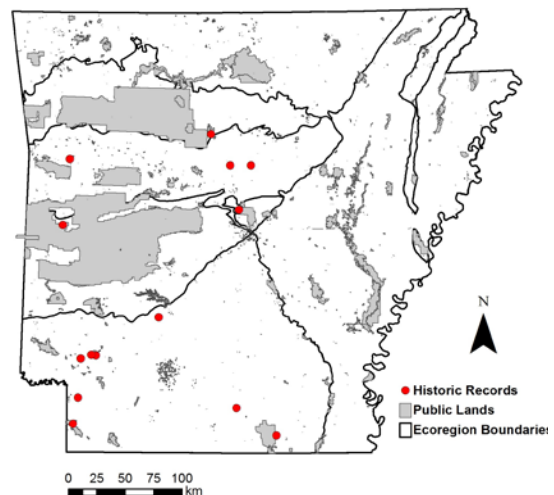 N
Historic Records
Public Lands
Ecoregion Boundaries
0 25 50 75 100
km